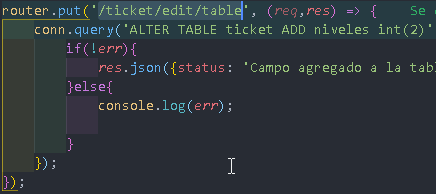 router.put('/ticket/edit/table', (req,res) => { Se
conn.query('ALTER TABLE ticket ADD niveles int(2)'
if(!err){
res.json({status: 'Campo agregado a la tabl
}else{
console.log(err);
}
});
});